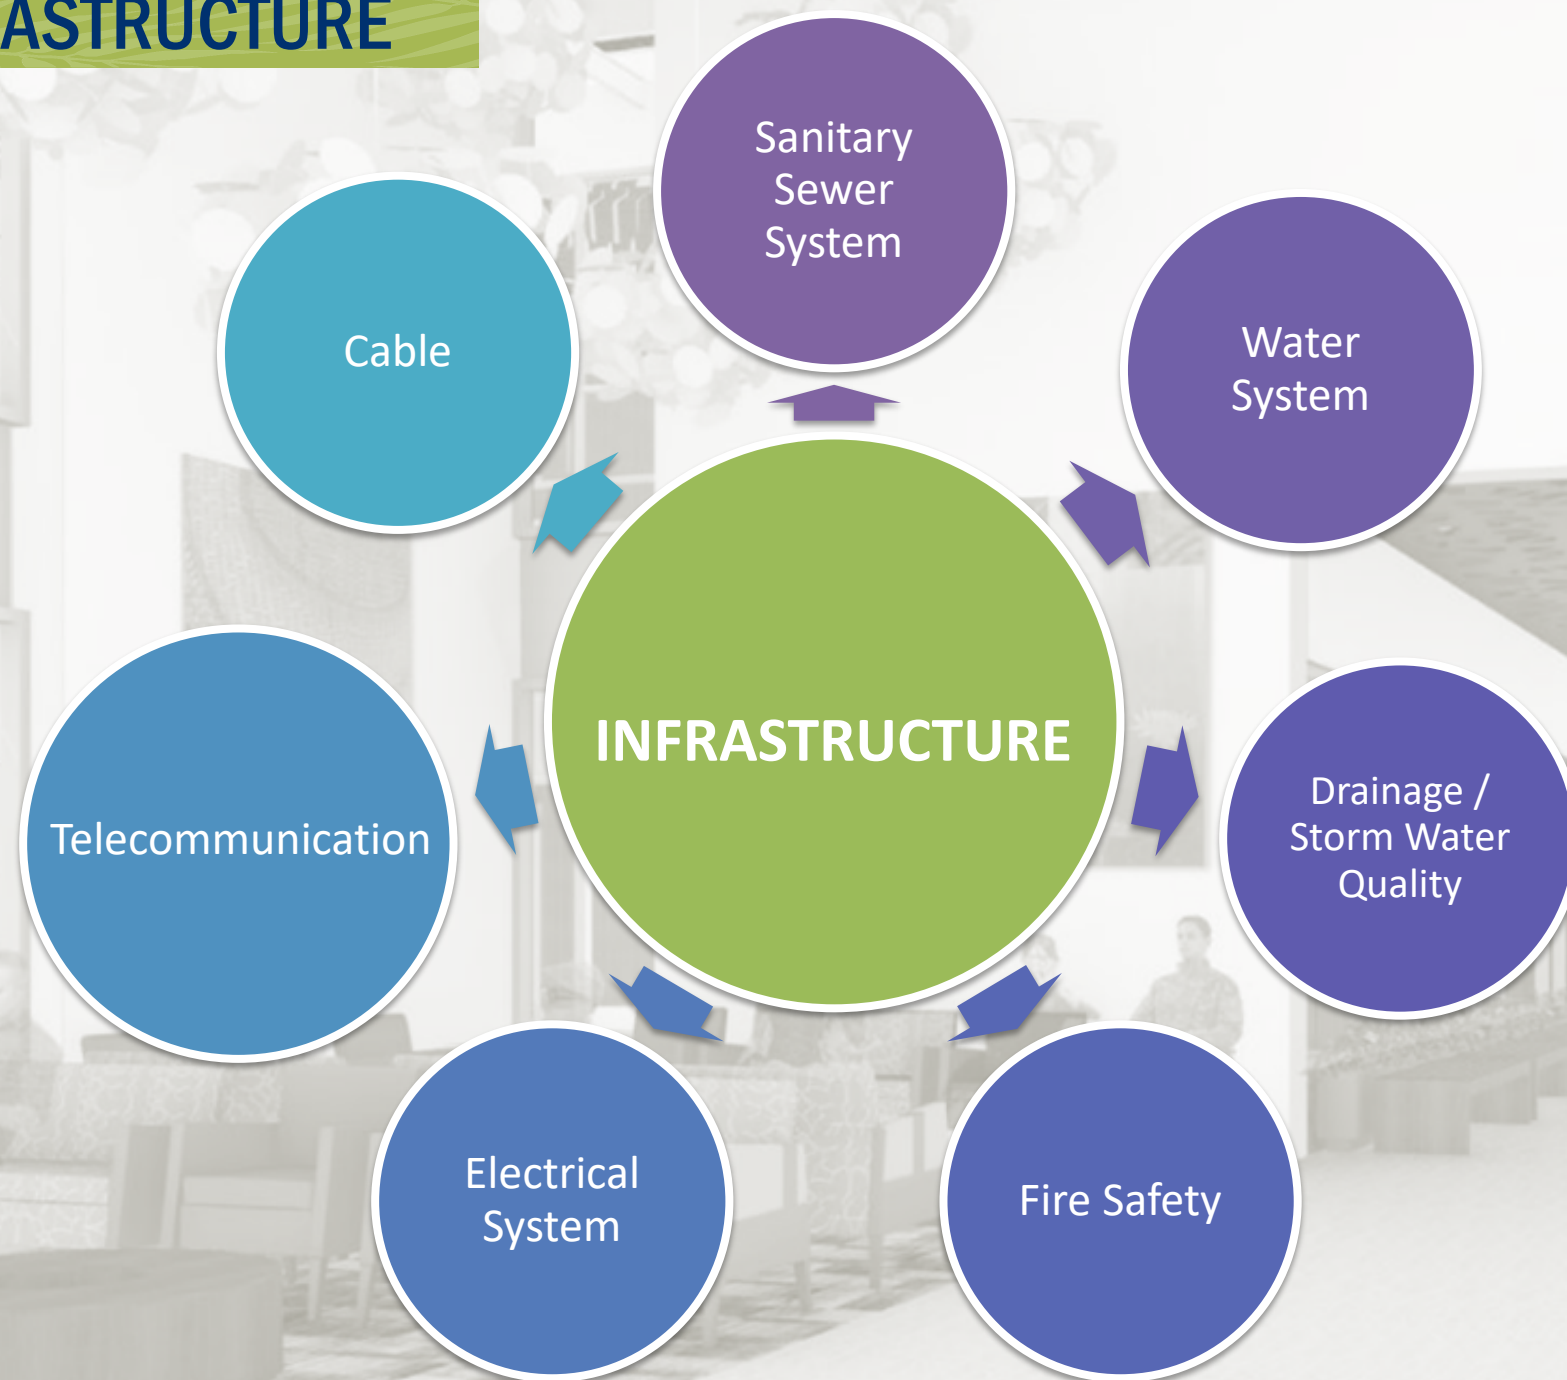 ASTRUCTURE
Sanitary
Sewer
System
Cable
Water
System
INFRASTRUCTURE
Drainage /
Storm Water
Quality
Telecommunication
Electrical
System
Fire Safety